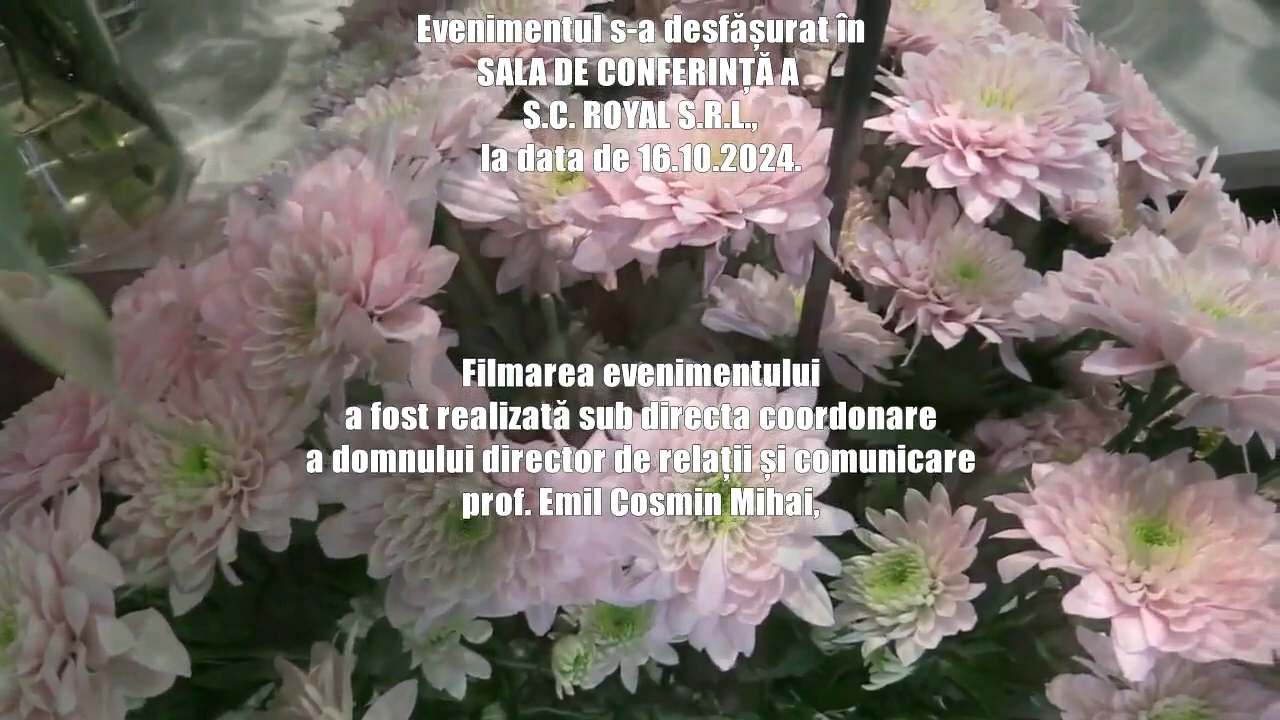 Evenimentul s-a desfășurat în
SALA DE CONFERINȚĂ A
S.C. ROYAL S.R.L.,
la data de 16.10.2024.
Filmarea evenimentului
a fost realizată sub directa coordonare
a domnului director de relații și comunicare
prof. Emil Cosmin Mihai,